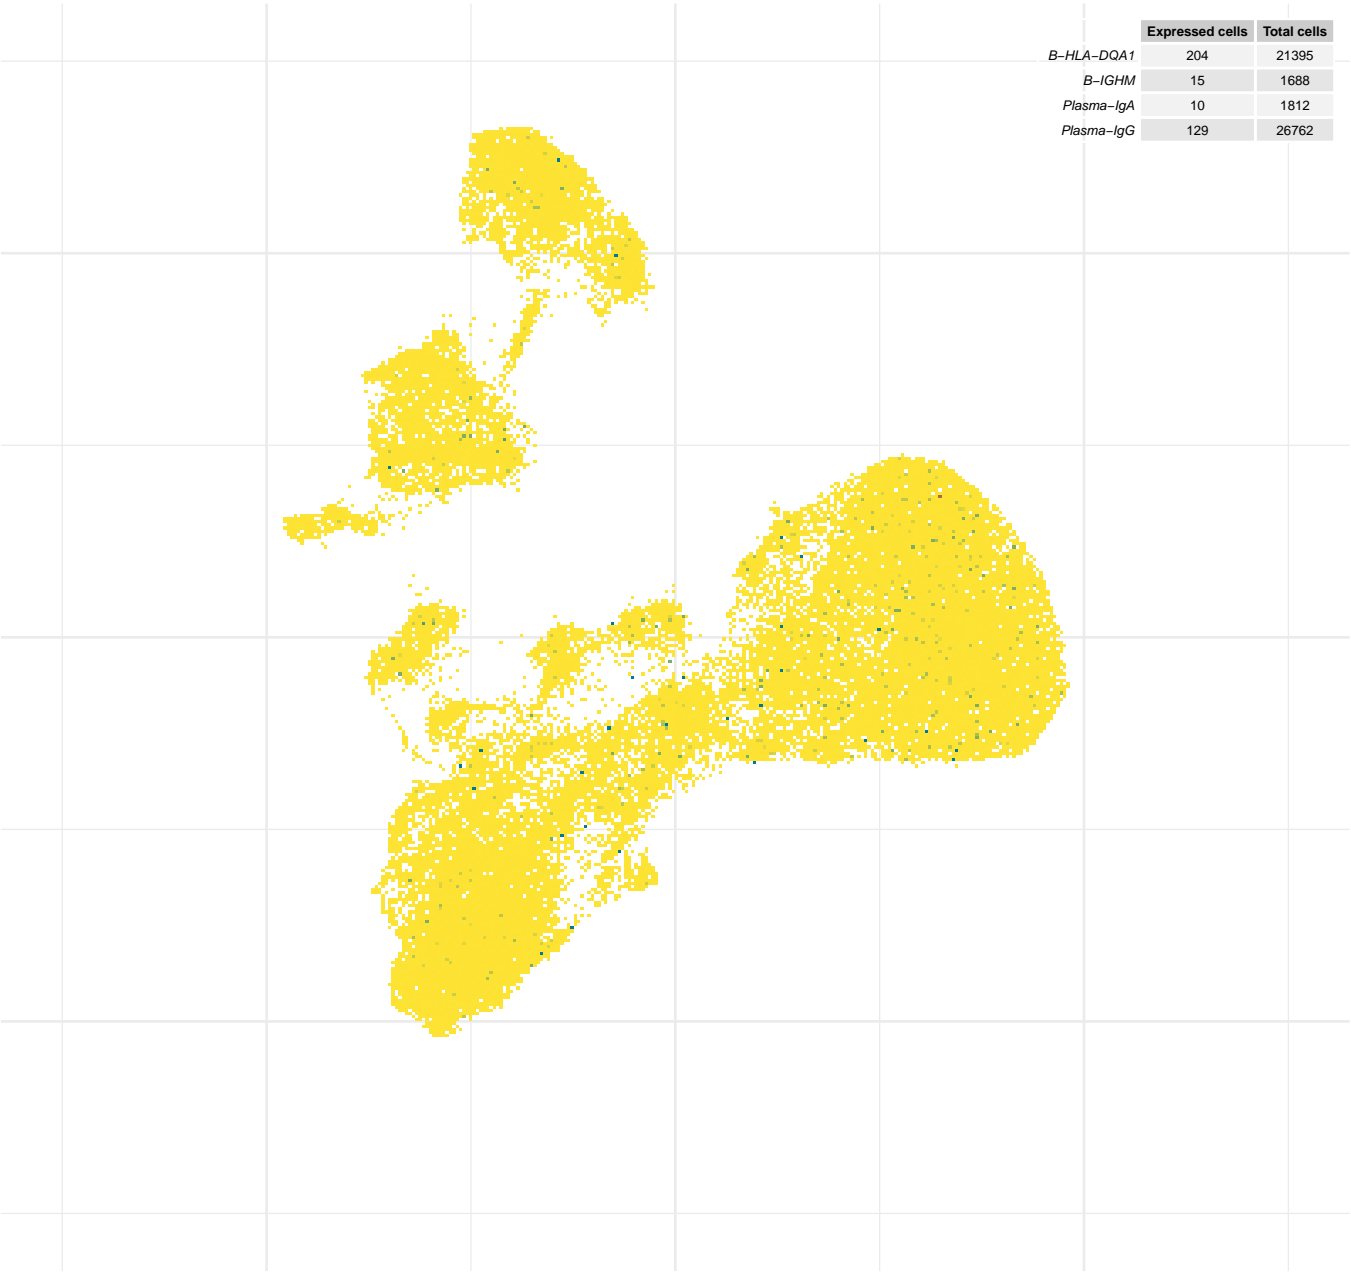 Expressed cells Total cells
B−HLA−DQA1 204 21395
B−IGHM 15 1688
Plasma−IgA 10 1812
Plasma−IgG 129 26762